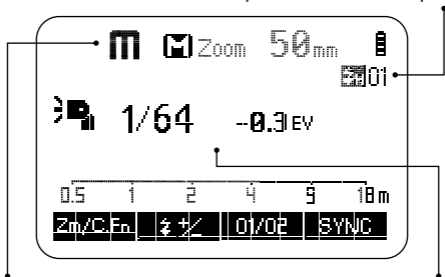 m M Zoom 50mm
01
1/64 --0.3 EV
0.5 1 2 4 9 18 m
Zm/C.Fn +/- 01/02 SYNC